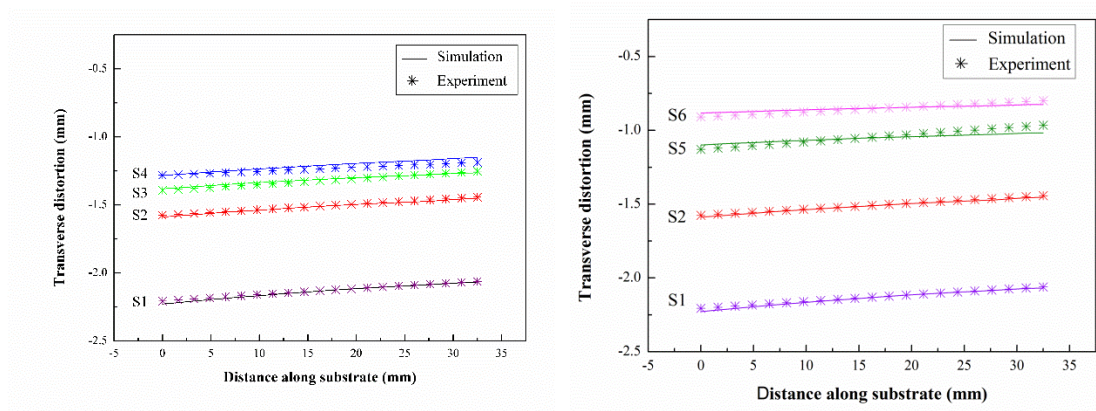 Simulation
Experiment
-0.5
-1.0
-1.5
-2.0
-2.5
S4
S3
S2
S1
-5 0 5 10 15 20 25 30 35
Transverse distortion (mm)
Distance along substrate (mm)
Simulation
Experiment
-0.5
-1.0
-1.5
-2.0
-2.5
S6
S5
S2
S1
-5 0 5 10 15 20 25 30 35
Transverse distortion (mm)
Distance along substrate (mm)